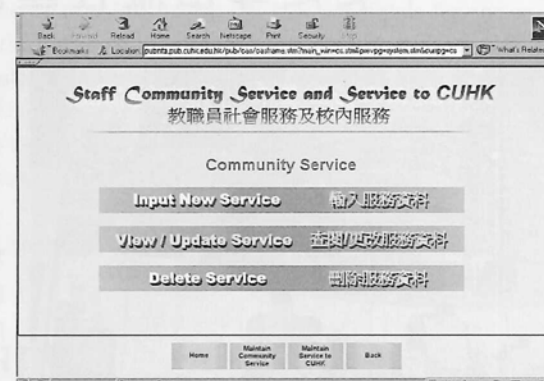 Back Forward Reload Home Search Netscape Print Security Stop
Bookmarks Location: What's Related
Staff Community Service and Service to CUHK
教職員社會服務及校內服務
Community Service
Input New Service 輸入服務資料
View / Update Service 查閱/更改服務資料
Delete Service 刪除服務資料
Home Maintain Community Service Maintain Service to CUHK Back